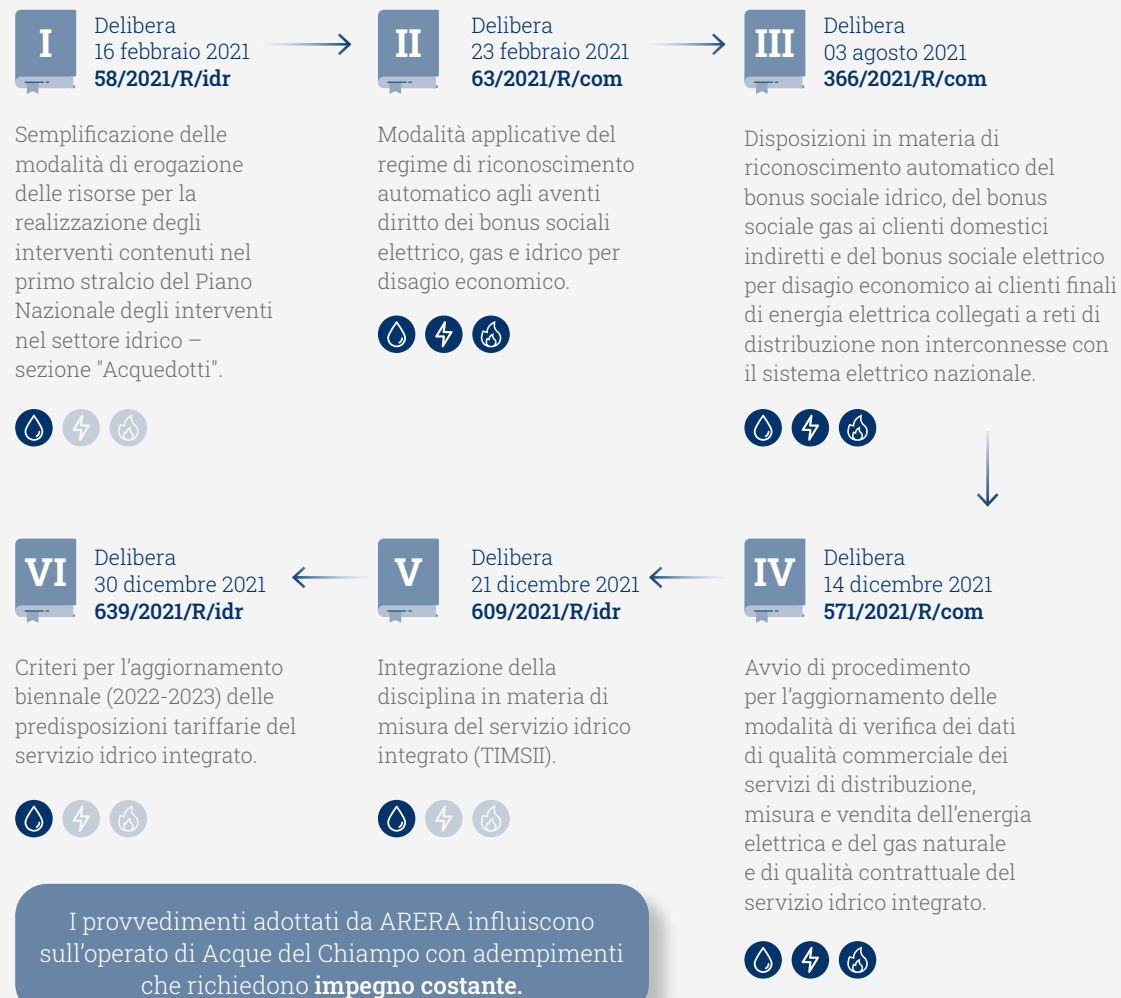 I
Delibera
16 febbraio 2021
58/2021/R/idr
Semplificazione delle
modalità di erogazione
delle risorse per la
realizzazione degli
interventi contenuti nel
primo stralcio del Piano
Nazionale degli interventi
nel settore idrico –
sezione "Acquedotti".
II
Delibera
23 febbraio 2021
63/2021/R/com
Modalità applicative del
regime di riconoscimento
automatico agli aventi
diritto dei bonus sociali
elettrico, gas e idrico per
disagio economico.
III
Delibera
03 agosto 2021
366/2021/R/com
Disposizioni in materia di
riconoscimento automatico del
bonus sociale idrico, del bonus
sociale gas ai clienti domestici
indiretti e del bonus sociale elettrico
per disagio economico ai clienti finali
di energia elettrica collegati a reti di
distribuzione non interconnesse con
il sistema elettrico nazionale.
IV
Delibera
14 dicembre 2021
571/2021/R/com
Avvio di procedimento
per l'aggiornamento delle
modalità di verifica dei dati
di qualità commerciale dei
servizi di distribuzione,
misura e vendita dell'energia
elettrica e del gas naturale
e di qualità contrattuale del
servizio idrico integrato.
V
Delibera
21 dicembre 2021
609/2021/R/idr
Integrazione della
disciplina in materia di
misura del servizio idrico
integrato (TIMSII).
VI
Delibera
30 dicembre 2021
639/2021/R/idr
Criteri per l'aggiornamento
biennale (2022-2023) delle
predisposizioni tariffarie del
servizio idrico integrato.
I provvedimenti adottati da ARERA influiscono
sull'operato di Acque del Chiampo con adempimenti
che richiedono impegno costante.